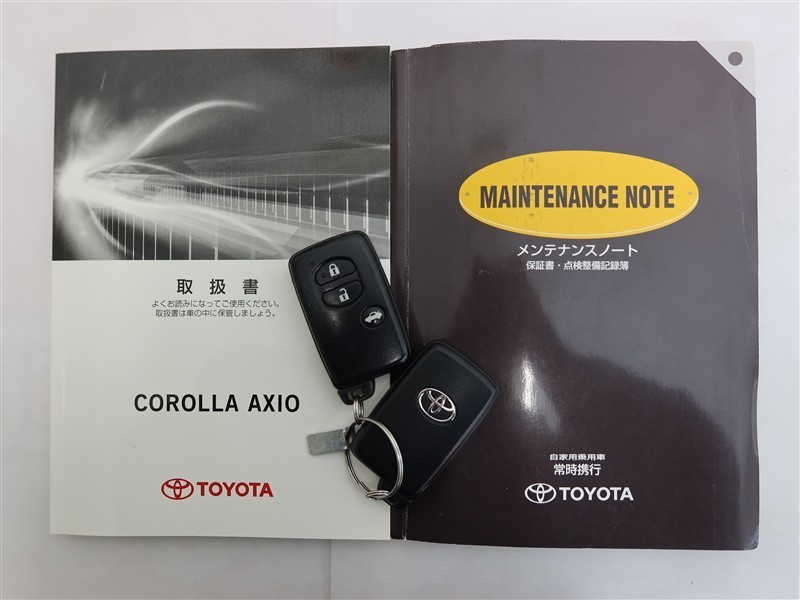 取扱書
よくお読みになってご使用ください。
取扱書は車の中に保管しましょう。
COROLLA AXIO
TOYOTA
MAINTENANCE NOTE
メンテナンスノート
保証書・点検整備記録簿
自家用乗用車
常時携行
TOYOTA